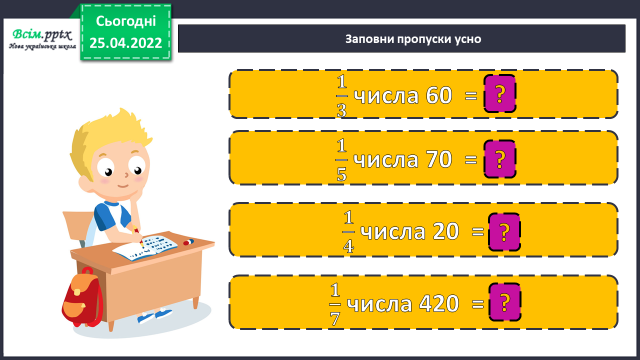 Всім.pptx
Нова українська школа
Сьогодні
25.04.2022
Заповни пропуски усно
1/3 числа 60 = ?
1/5 числа 70 = ?
1/4 числа 20 = ?
1/7 числа 420 = ?